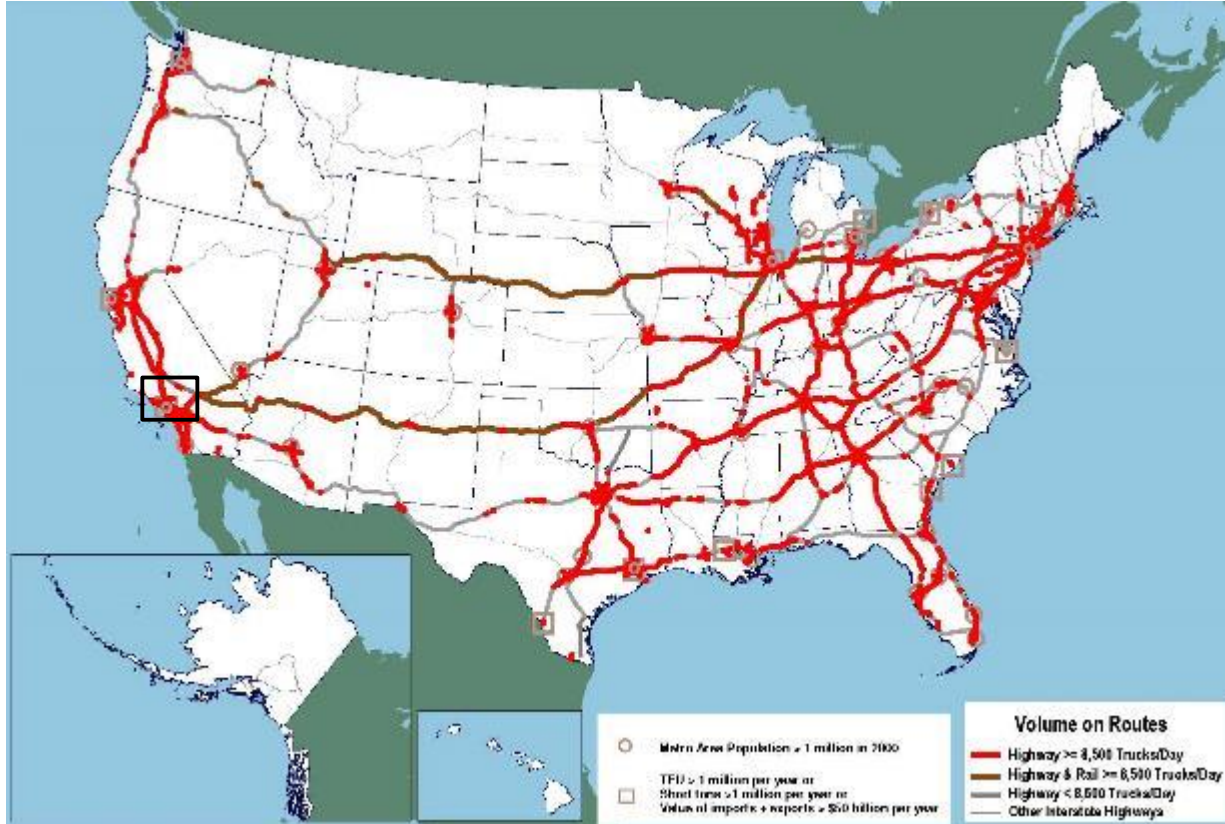 Metro Area Population > 1 million in 2000
TEU > 1 million per year or
Short tons >1 million per year or
Value of imports + exports > $50 billion per year
Volume on Routes
Highway >= 8,500 Trucks/Day
Highway & Rail >= 8,500 Trucks/Day
Highway < 8,500 Trucks/Day
Other Interstate Highways